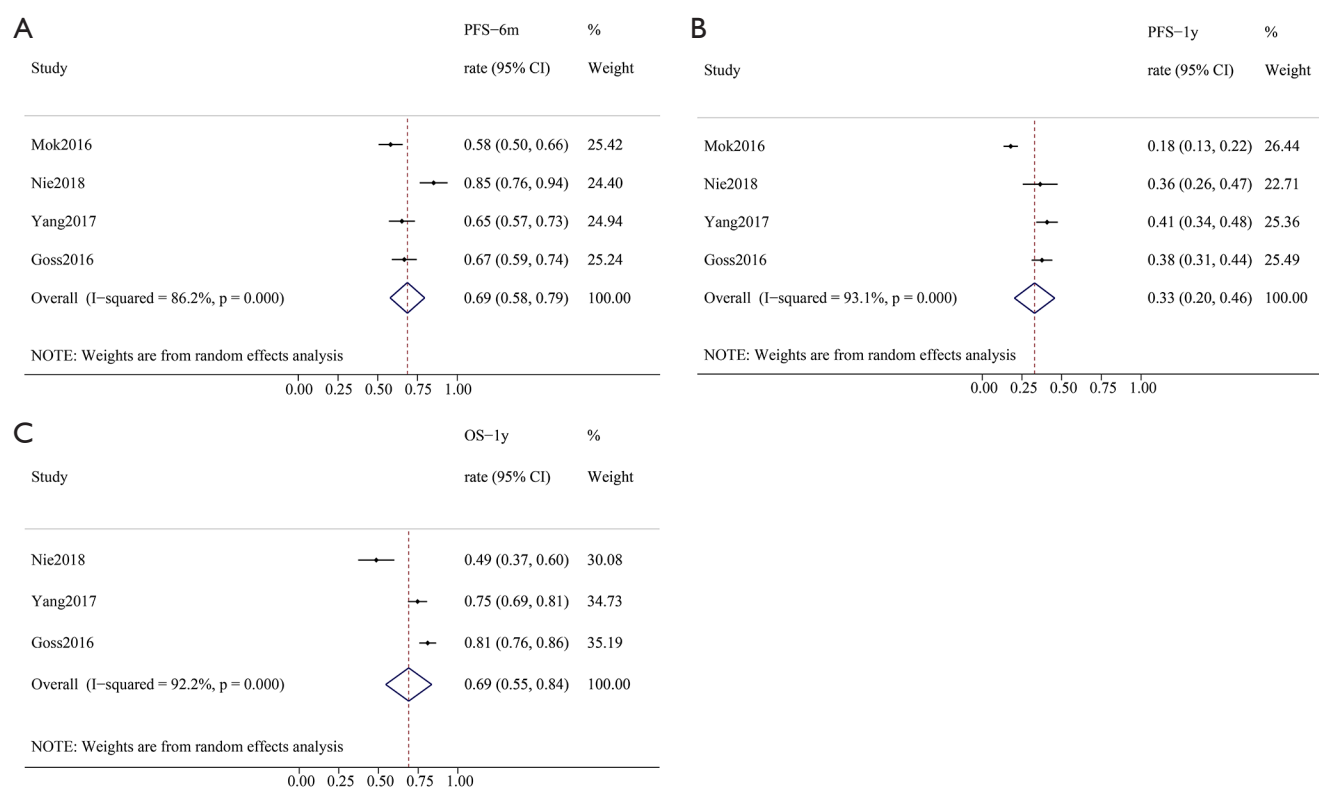 A
PFS−6m %
Study rate (95% CI) Weight
Mok2016 0.58 (0.50, 0.66) 25.42
Nie2018 0.85 (0.76, 0.94) 24.40
Yang2017 0.65 (0.57, 0.73) 24.94
Goss2016 0.67 (0.59, 0.74) 25.24
Overall (I−squared = 86.2%, p = 0.000) 0.69 (0.58, 0.79) 100.00
NOTE: Weights are from random effects analysis
0.00 0.25 0.50 0.75 1.00
B
PFS−1y %
Study rate (95% CI) Weight
Mok2016 0.18 (0.13, 0.22) 26.44
Nie2018 0.36 (0.26, 0.47) 22.71
Yang2017 0.41 (0.34, 0.48) 25.36
Goss2016 0.38 (0.31, 0.44) 25.49
Overall (I−squared = 93.1%, p = 0.000) 0.33 (0.20, 0.46) 100.00
NOTE: Weights are from random effects analysis
0.00 0.25 0.50 0.75 1.00
C
OS−1y %
Study rate (95% CI) Weight
Nie2018 0.49 (0.37, 0.60) 30.08
Yang2017 0.75 (0.69, 0.81) 34.73
Goss2016 0.81 (0.76, 0.86) 35.19
Overall (I−squared = 92.2%, p = 0.000) 0.69 (0.55, 0.84) 100.00
NOTE: Weights are from random effects analysis
0.00 0.25 0.50 0.75 1.00